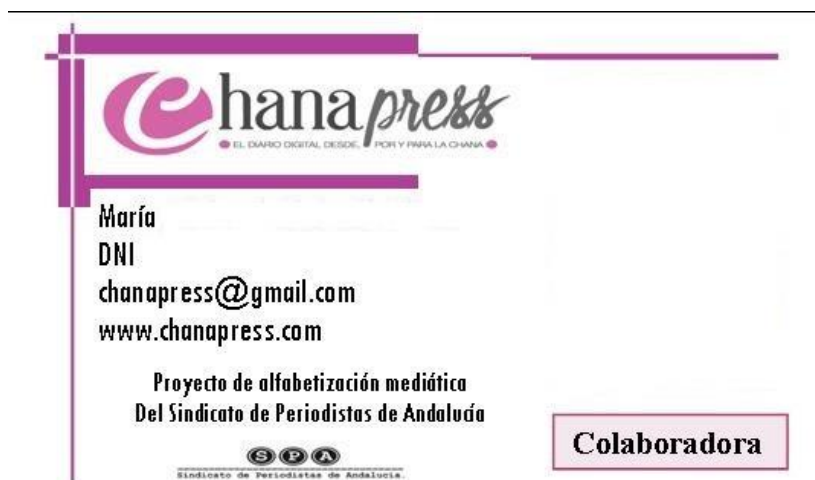 Chanapress
EL DIARIO DIGITAL DESDE, POR Y PARA LA CHANA
María
DNI
chanapress@gmail.com
www.chanapress.com
Proyecto de alfabetización mediática
Del Sindicato de Periodistas de Andalucía
Colaboradora
SPA
Sindicato de Periodistas de Andalucia.